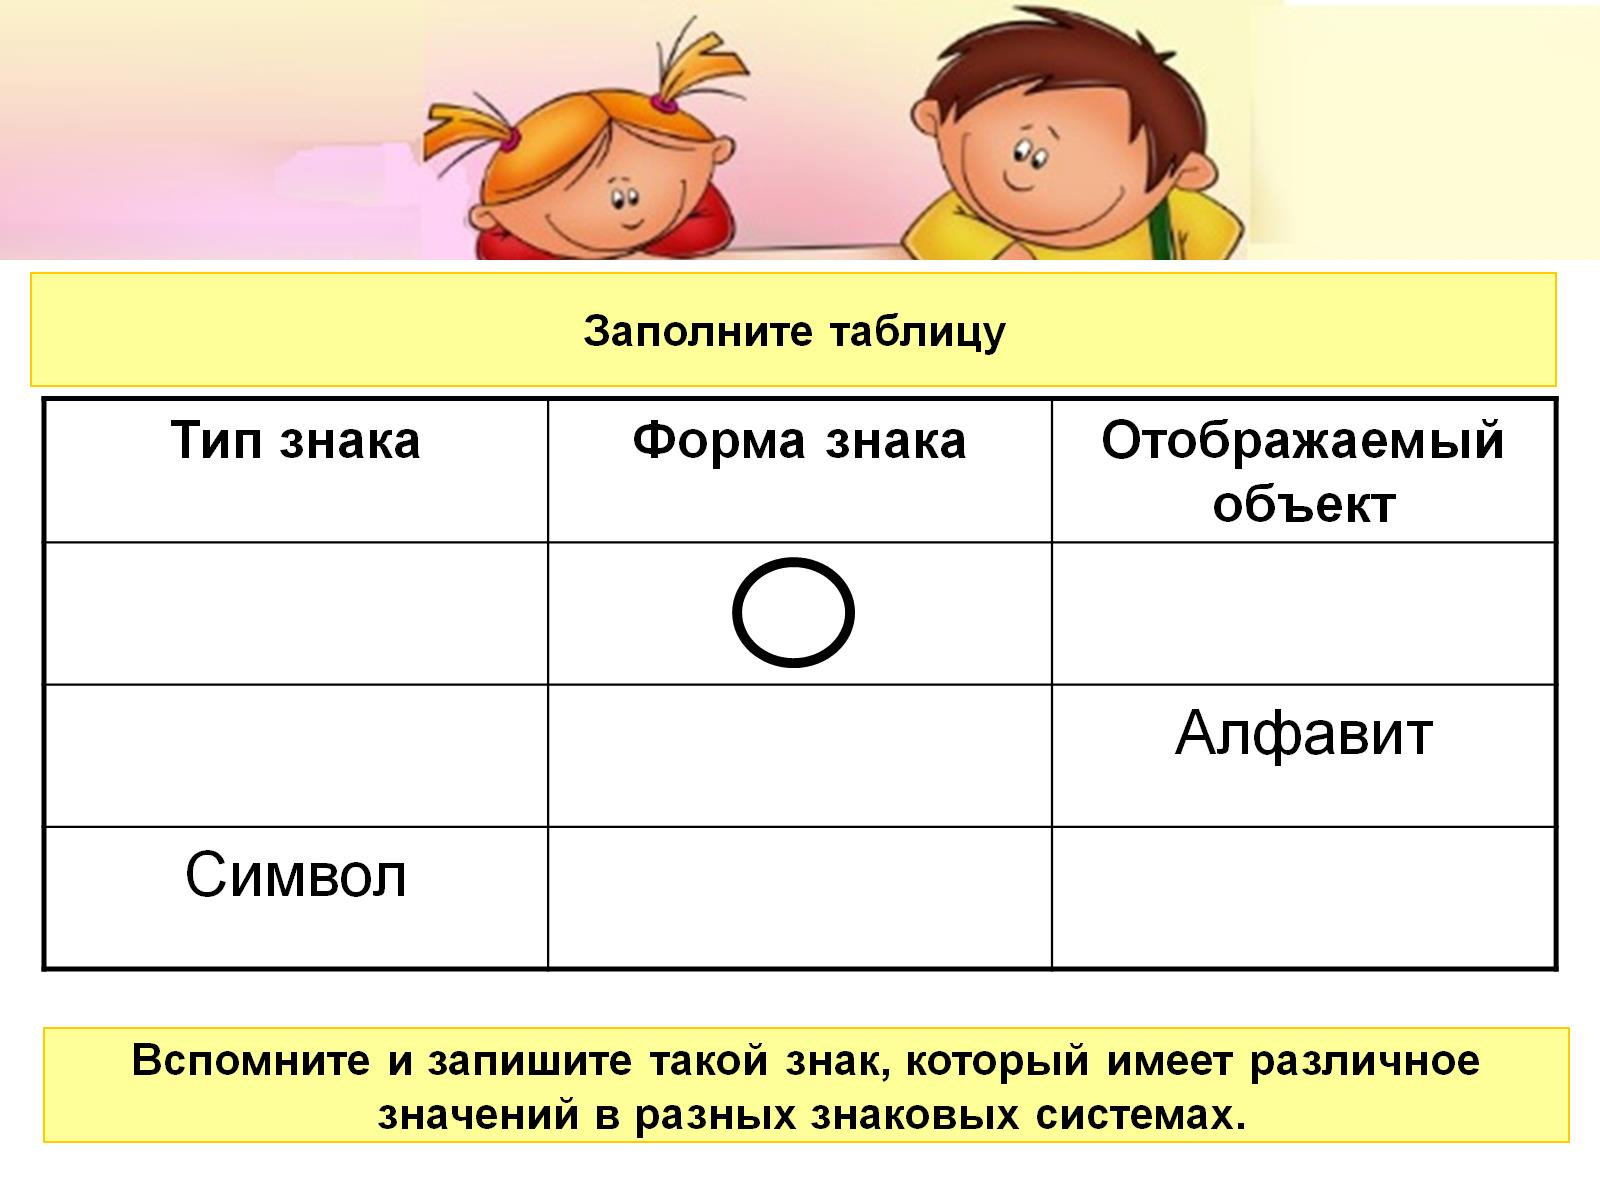 Заполните таблицу
Тип знака
Форма знака
Отображаемый
объект
Алфавит
Символ
Вспомните и запишите такой знак, который имеет различное
значений в разных знаковых системах.